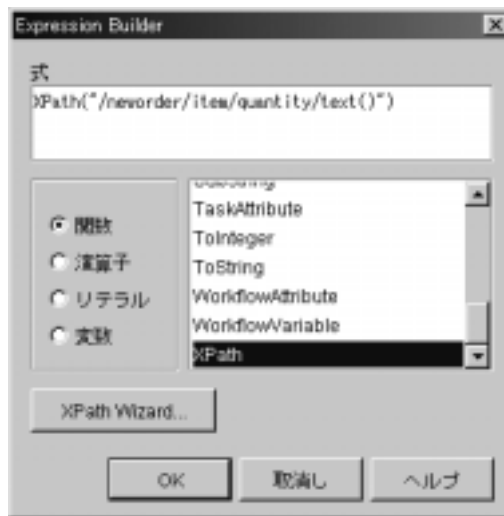 Expression Builder
式
XPath("/neworder/item/quantity/text()")
関数
演算子
リテラル
変数
SubString
TaskAttribute
ToInteger
ToString
WorkflowAttribute
WorkflowVariable
XPath
XPath Wizard...
OK
取消し
ヘルプ